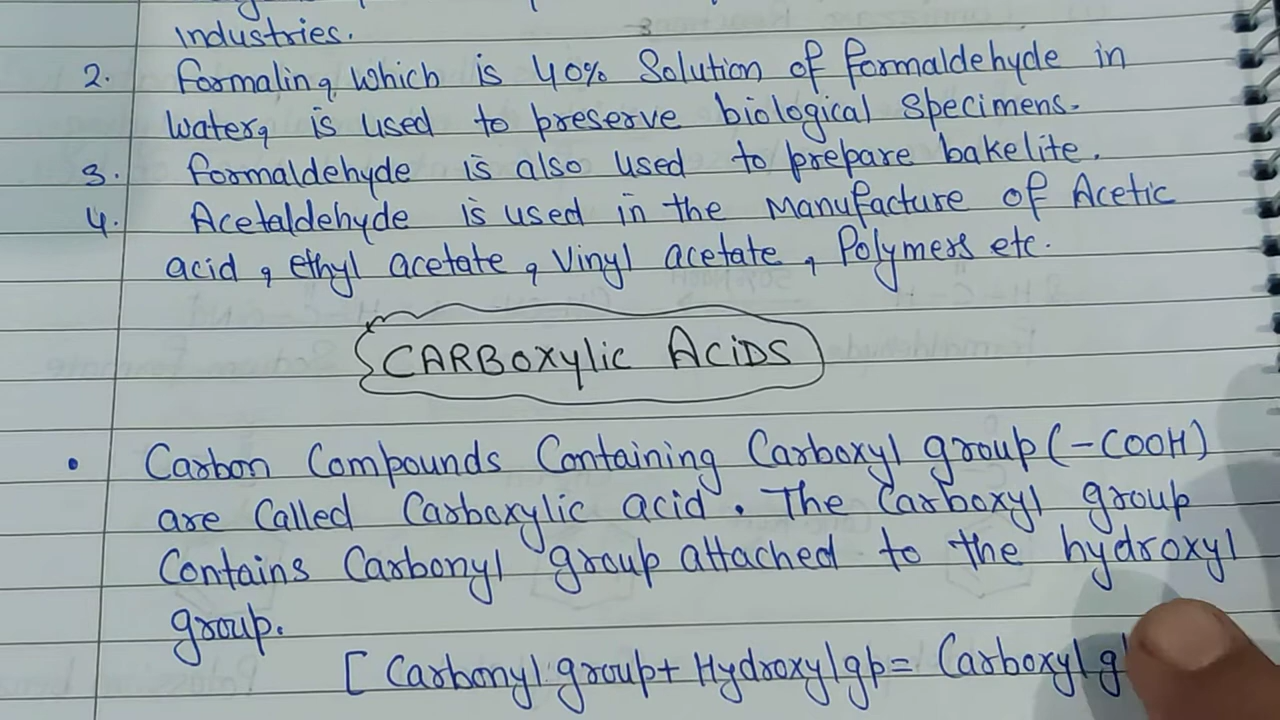 industries.
2. Formalin, which is 40% Solution of formaldehyde in
water, is used to preserve biological specimens.
3. formaldehyde is also used to prepare bakelite.
4. Acetaldehyde is used in the Manufacture of Acetic
acid, ethyl acetate, Vinyl acetate, Polymers etc.
CARBoxylic AciDS
• Carbon Compounds Containing Carboxyl group (-COOH)
are Called Carboxylic acid. The Carboxyl group
Contains Carbonyl group attached to the hydroxyl
group.
[ Carbonyl group + Hydroxyl gp = Carboxyl g